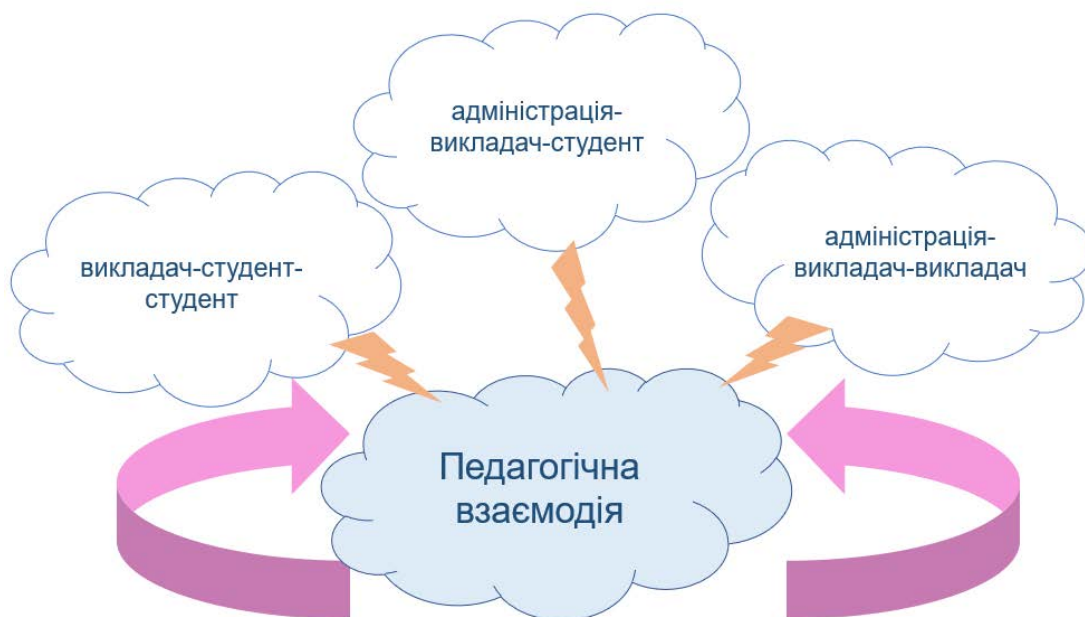 адміністрація-
викладач-студент
викладач-студент-
студент
адміністрація-
викладач-викладач
Педагогічна
взаємодія